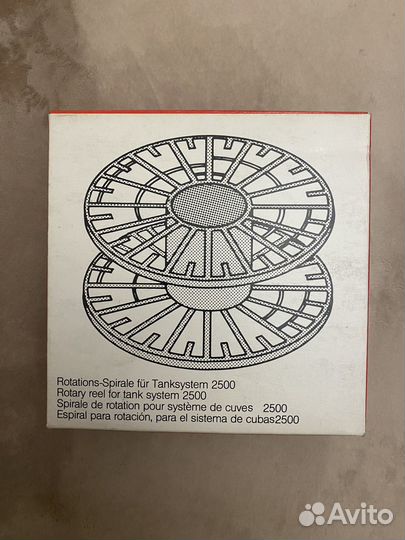 Rotations-Spirale für Tanksystem 2500
Rotary reel for tank system 2500
Spirale de rotation pour système de cuves 2500
Espiral para rotación, para el sistema de cubas2500
Avito